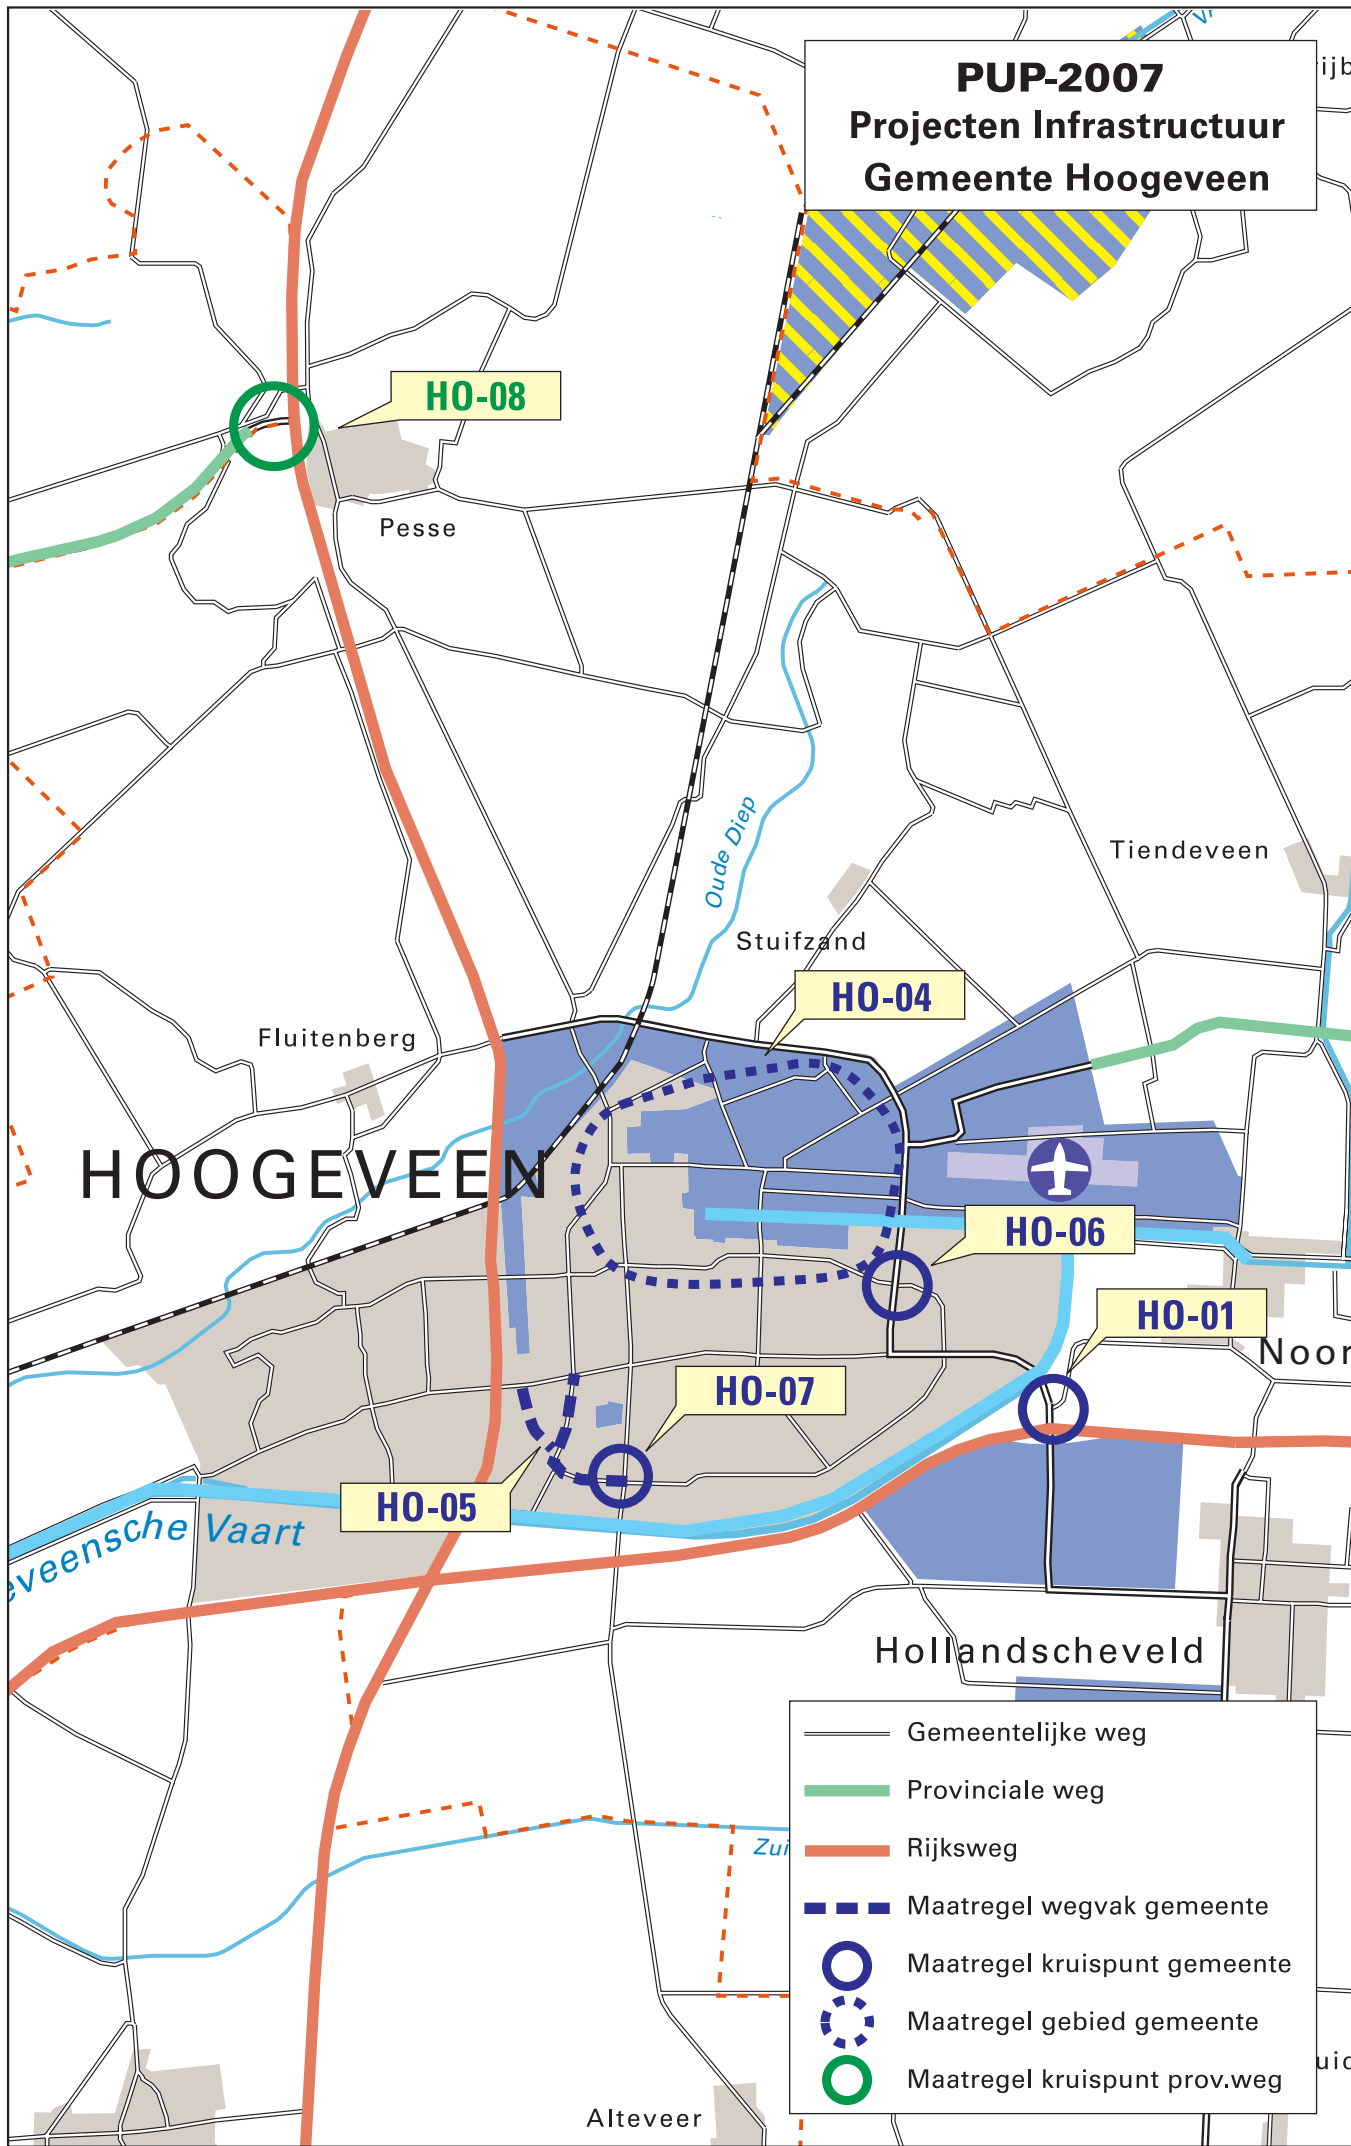 PUP-2007
Projecten Infrastructuur
Gemeente Hoogeveen
HO-08
Pesse
Oude Diep
Tiendeveen
Stuifzand
HO-04
Fluitenberg
HOOGEVEEN
HO-06
HO-01
Noor
HO-07
HO-05
eveensche Vaart
Hollandscheveld
Gemeentelijke weg
Provinciale weg
Rijksweg
Zui
Maatregel wegvak gemeente
Maatregel kruispunt gemeente
Maatregel gebied gemeente
Maatregel kruispunt prov.weg
Alteveer